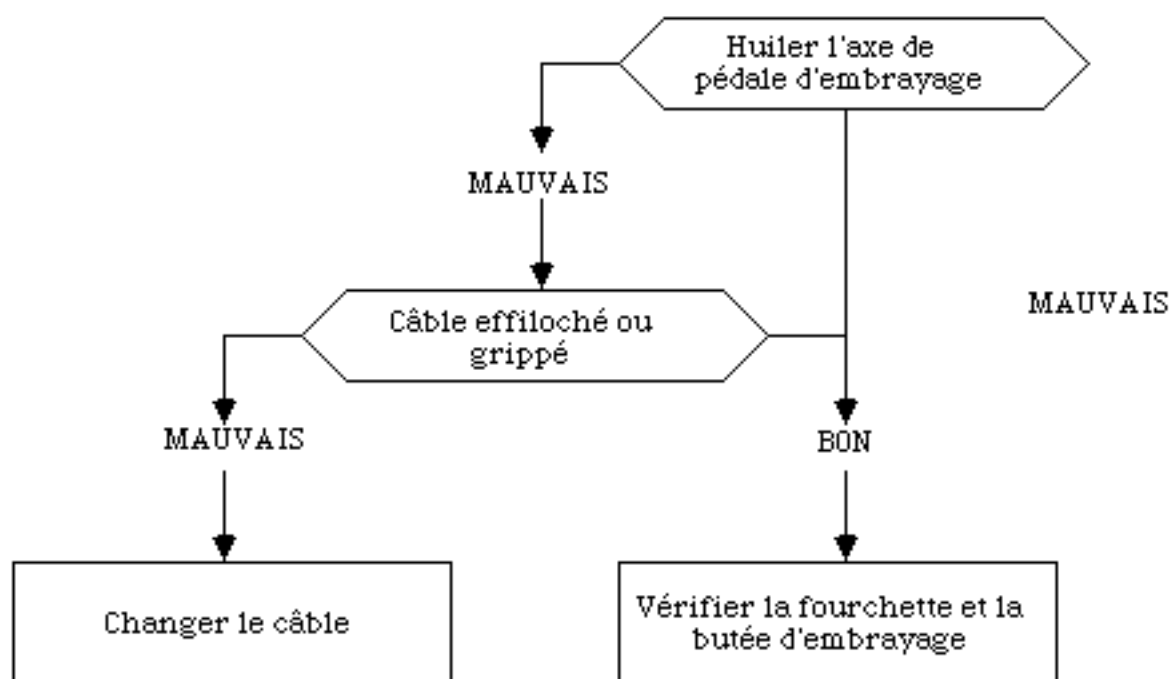 Huiler l'axe de
pédale d'embrayage
MAUVAIS
MAUVAIS
Câble effiloché ou
grippé
MAUVAIS
BON
Changer le câble
Vérifier la fourchette et la
butée d'embrayage